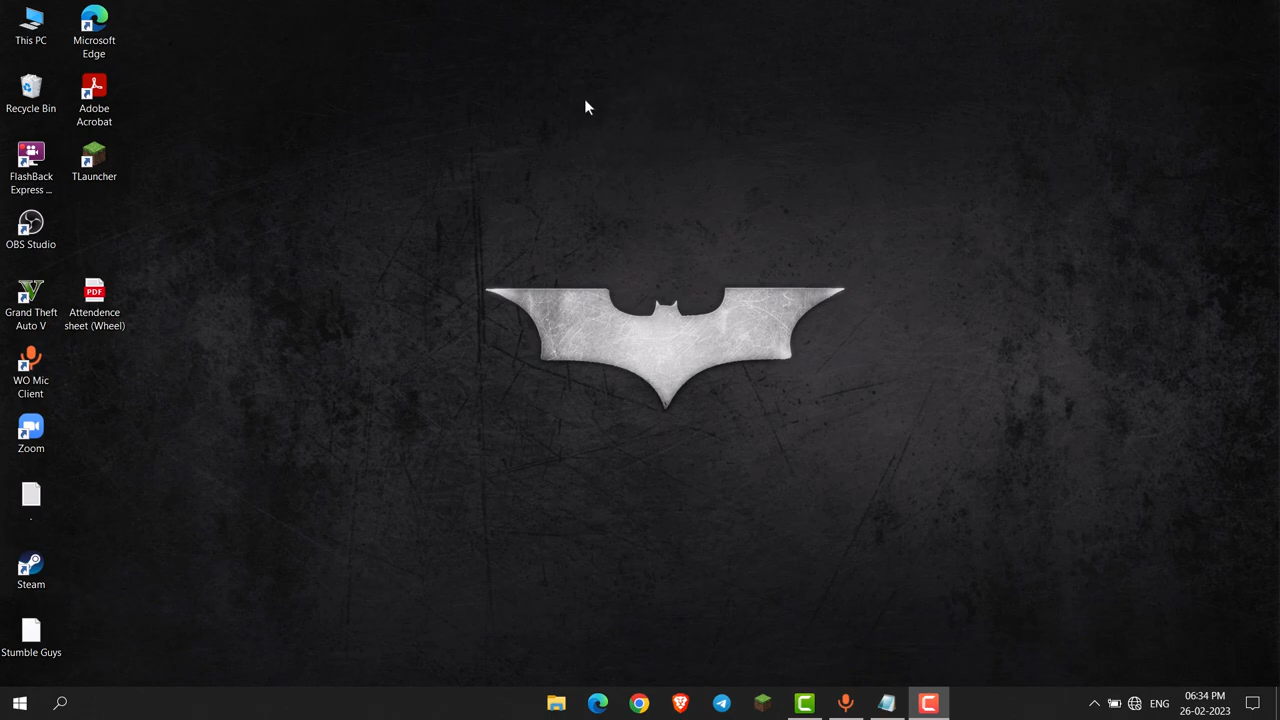 This PC
Microsoft
Edge
Recycle Bin
Adobe
Acrobat
FlashBack
Express ...
TLauncher
OBS Studio
Grand Theft
Auto V
PDF
Attendence
sheet (Wheel)
WO Mic
Client
Zoom
.
Steam
Stumble Guys
ENG
06:34 PM
26-02-2023